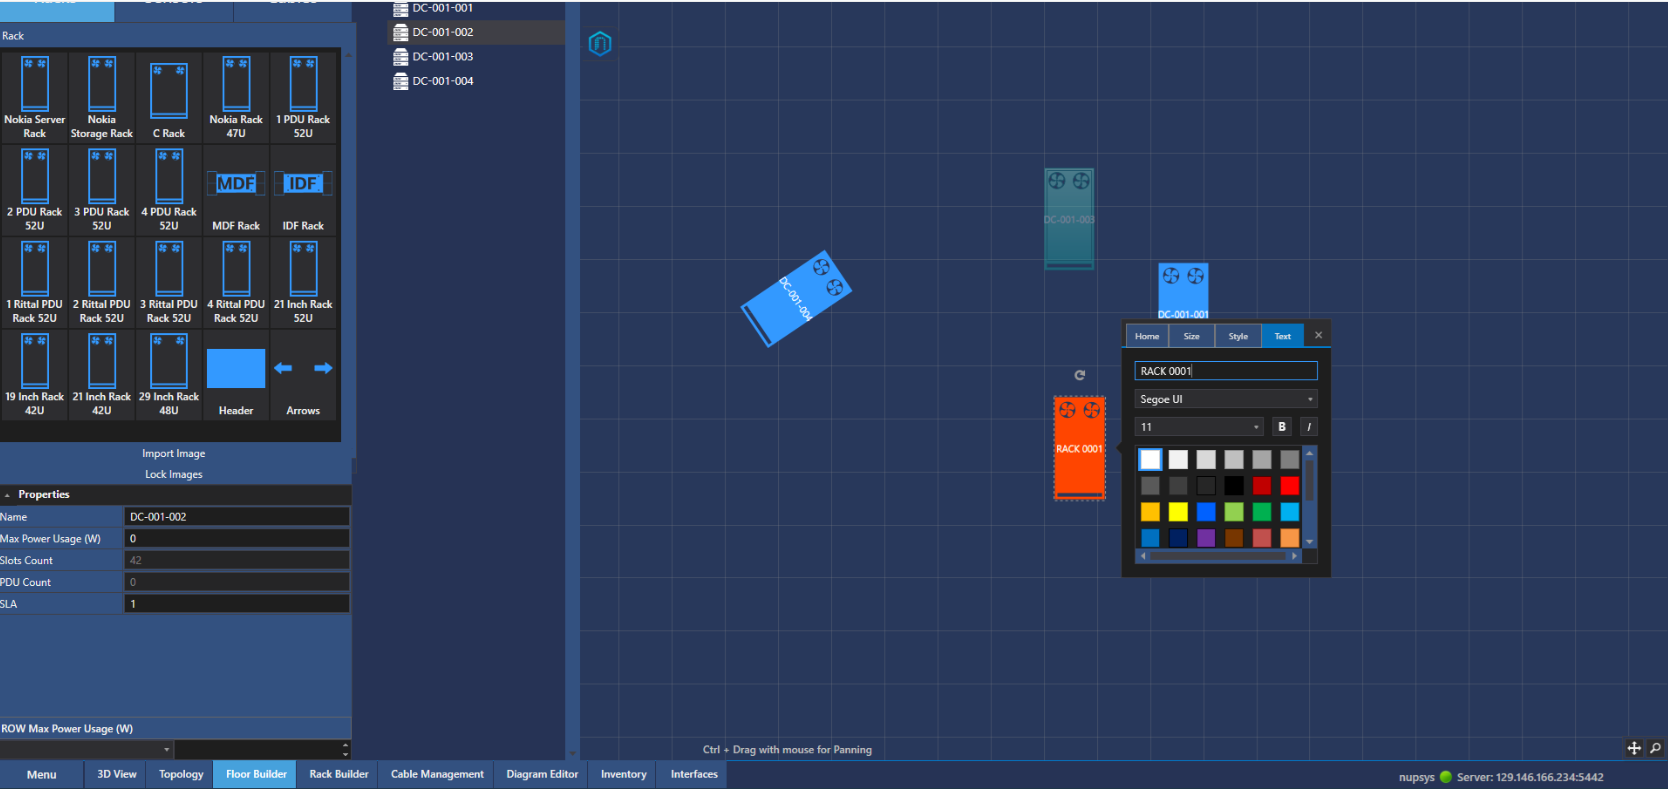 Racks
Sensors
Cables
Rack
Nokia Server
Rack
Nokia
Storage Rack
C Rack
Nokia Rack
47U
1 PDU Rack
52U
2 PDU Rack
52U
3 PDU Rack
52U
4 PDU Rack
52U
MDF
MDF Rack
IDF
IDF Rack
1 Rittal PDU
Rack 52U
2 Rittal PDU
Rack 52U
3 Rittal PDU
Rack 52U
4 Rittal PDU
Rack 52U
21 Inch Rack
52U
19 Inch Rack
42U
21 Inch Rack
42U
29 Inch Rack
48U
Header
Arrows
Import Image
Lock Images
Properties
Name
DC-001-002
Max Power Usage (W)
0
Slots Count
42
PDU Count
0
SLA
1
ROW Max Power Usage (W)
DC-001-001
DC-001-002
DC-001-003
DC-001-004
DC-001-003
DC-001-004
DC-001-001
RACK 0001
Home
Size
Style
Text
RACK 0001
Segoe UI
11
B
I
Ctrl + Drag with mouse for Panning
Menu
3D View
Topology
Floor Builder
Rack Builder
Cable Management
Diagram Editor
Inventory
Interfaces
nupsys
Server: 129.146.166.234:5442